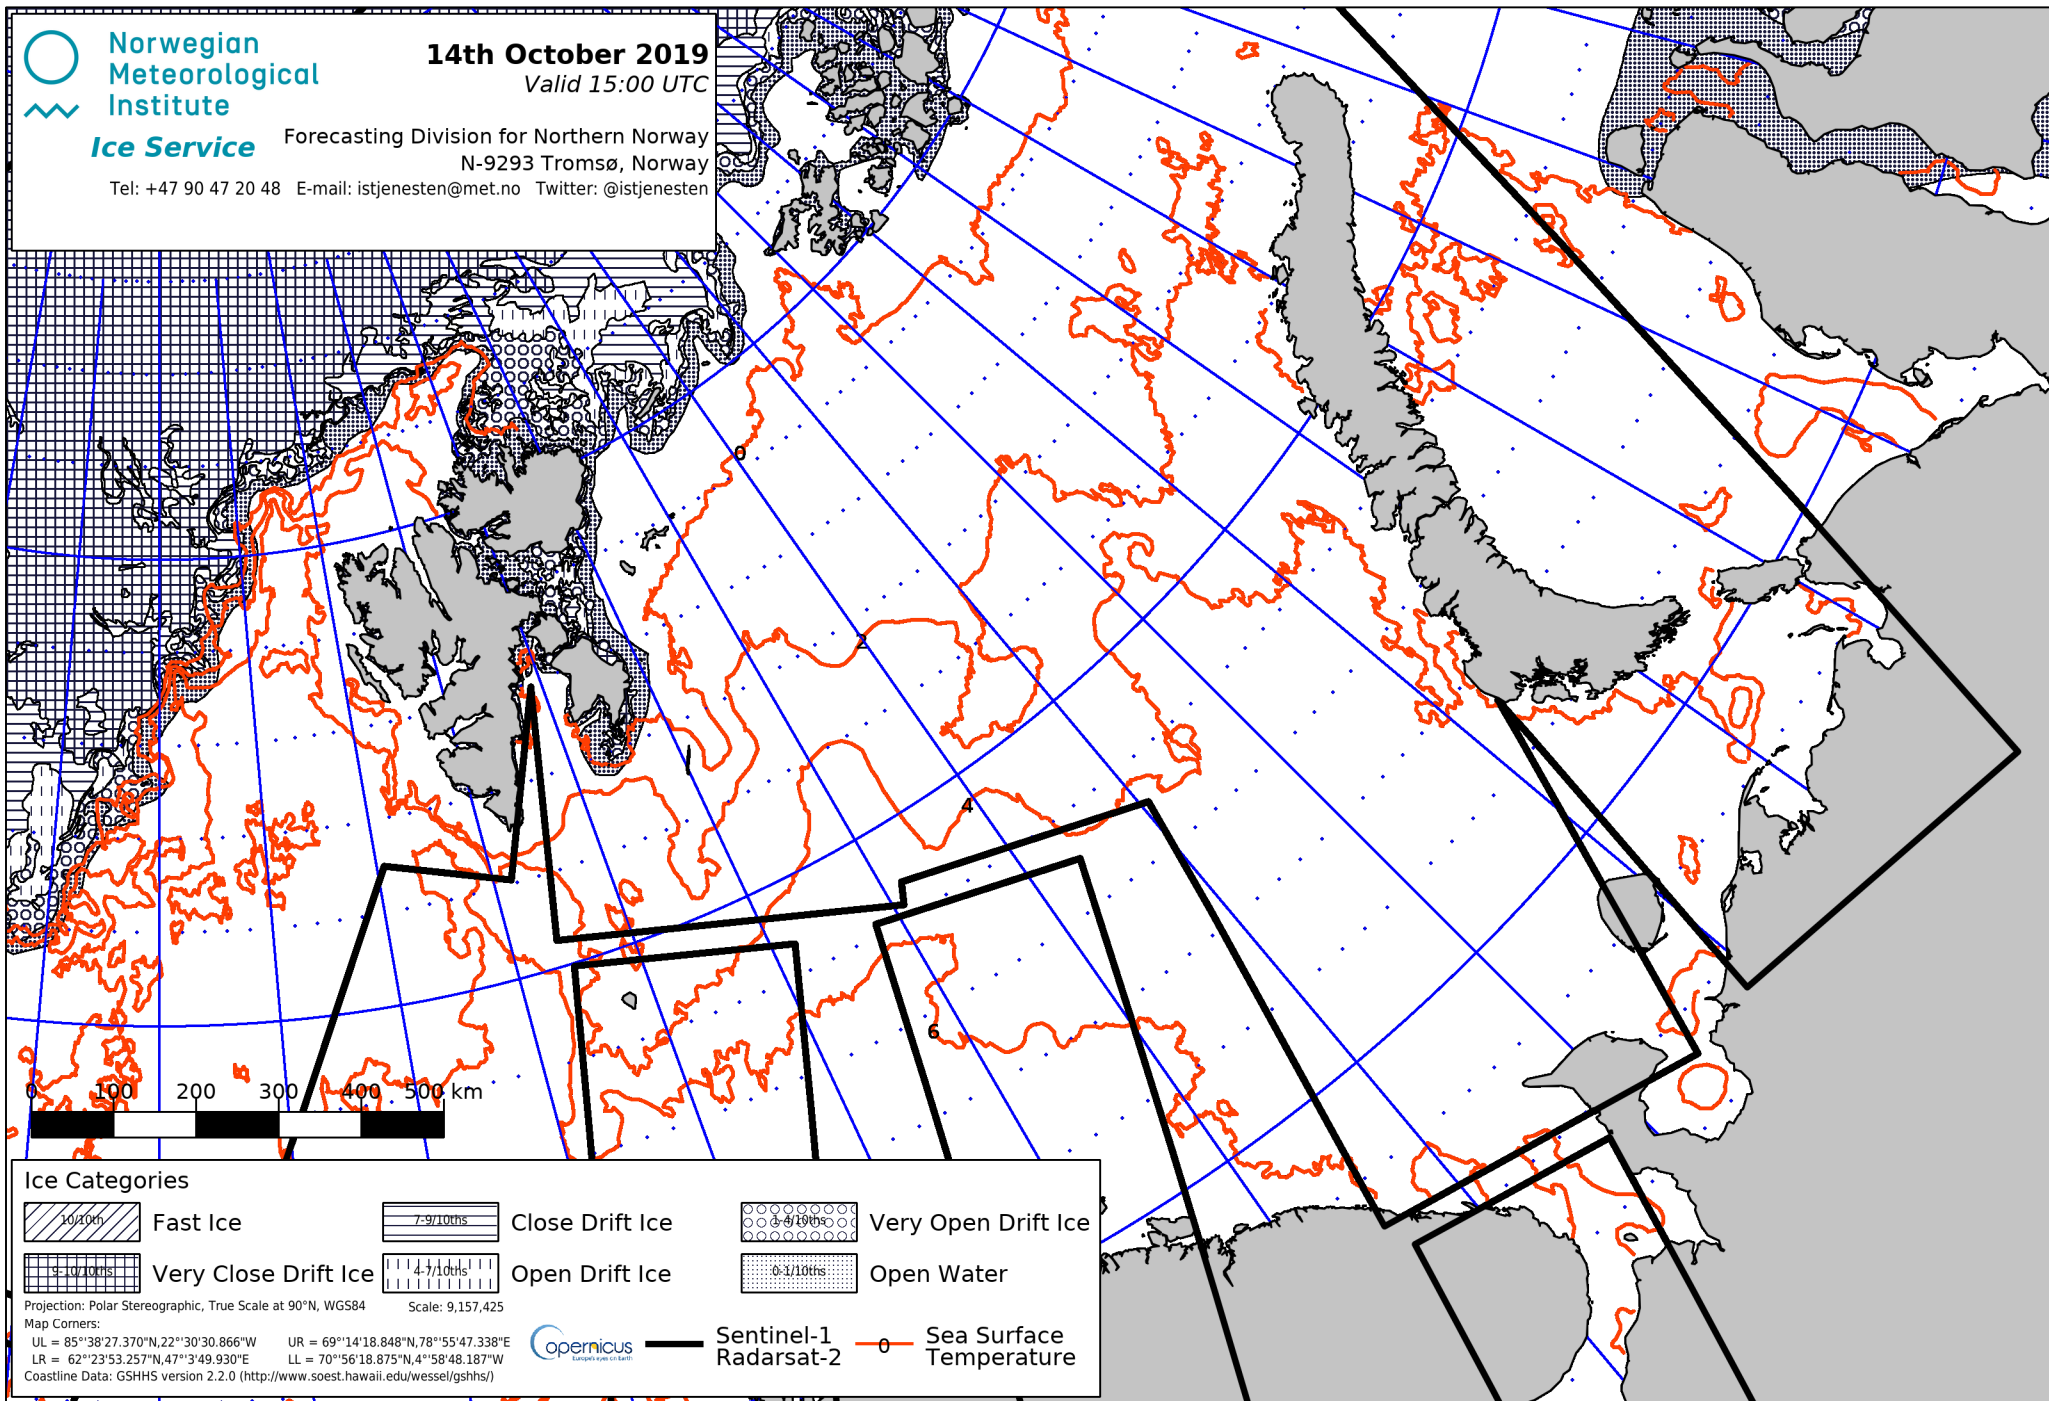 Norwegian
Meteorological
Institute
Ice Service
14th October 2019
Valid 15:00 UTC
Forecasting Division for Northern Norway
N-9293 Tromsø, Norway
Tel: +47 90 47 20 48 E-mail: istjenesten@met.no Twitter: @istjenesten
0
2
4
6
0 100 200 300 400 500 km
Ice Categories
10/10th Fast Ice
7-9/10ths Close Drift Ice
1-4/10ths Very Open Drift Ice
9-10/10ths Very Close Drift Ice
4-7/10ths Open Drift Ice
0-1/10ths Open Water
Projection: Polar Stereographic, True Scale at 90°N, WGS84 Scale: 9,157,425
Map Corners:
UL = 85°'38'27.370"N,22°'30'30.866"W UR = 69°'14'18.848"N,78°'55'47.338"E
LR = 62°'23'53.257"N,47°'3'49.930"E LL = 70°'56'18.875"N,4°'58'48.187"W
Coastline Data: GSHHS version 2.2.0 (http://www.soest.hawaii.edu/wessel/gshhs/)
Copernicus
Europe's eyes on Earth
Sentinel-1
Radarsat-2
0
Sea Surface
Temperature